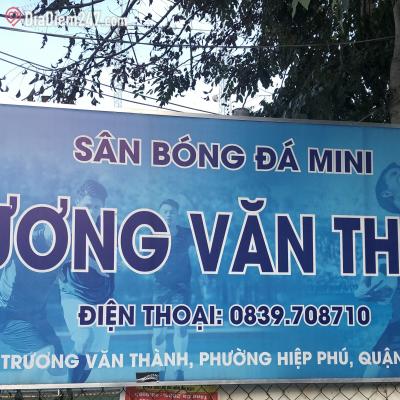 DiaDiem247.com
SÂN BÓNG ĐÁ MINI
ƯƠNG VĂN TH
ĐIỆN THOẠI: 0839.708710
TRƯƠNG VĂN THÀNH, PHƯỜNG HIỆP PHÚ, QUẬN